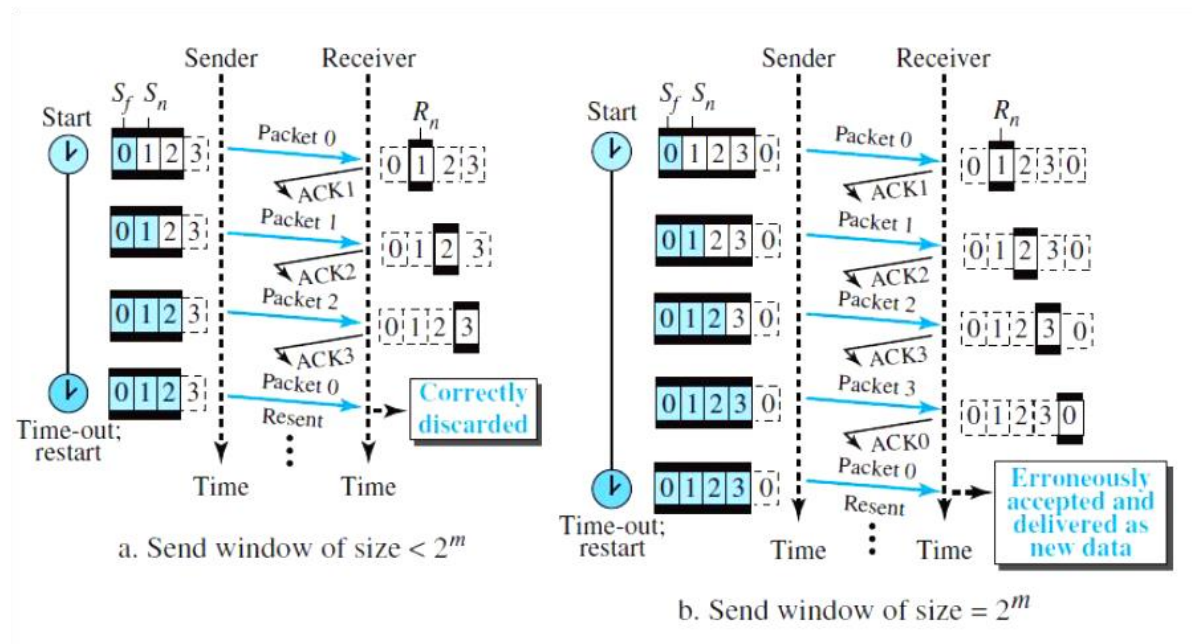 Sender Receiver
Start
S_f S_n
R_n
0 1 2 3
Packet 0
0 1 2 3
ACK1
0 1 2 3
Packet 1
0 1 2 3
ACK2
0 1 2 3
Packet 2
0 1 2 3
ACK3
0 1 2 3
Packet 0
Resent
Correctly
discarded
Time-out;
restart
Time Time
a. Send window of size < 2^m
Sender Receiver
Start
S_f S_n
R_n
0 1 2 3 0
Packet 0
0 1 2 3 0
ACK1
0 1 2 3 0
Packet 1
0 1 2 3 0
ACK2
0 1 2 3 0
Packet 2
0 1 2 3 0
ACK3
0 1 2 3 0
Packet 3
0 1 2 3 0
ACK0
0 1 2 3 0
Packet 0
Resent
Erroneously
accepted and
delivered as
new data
Time-out;
restart
Time Time
b. Send window of size = 2^m